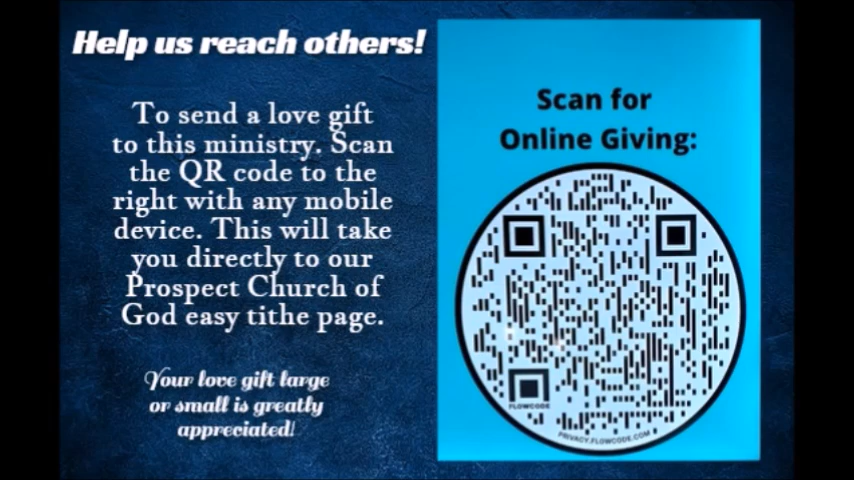 Help us reach others!
To send a love gift
to this ministry. Scan
the QR code to the
right with any mobile
device. This will take
you directly to our
Prospect Church of
God easy tithe page.
Your love gift large
or small is greatly
appreciated!
Scan for
Online Giving:
FLOWCODE
PRIVACY.FLOWCODE.COM